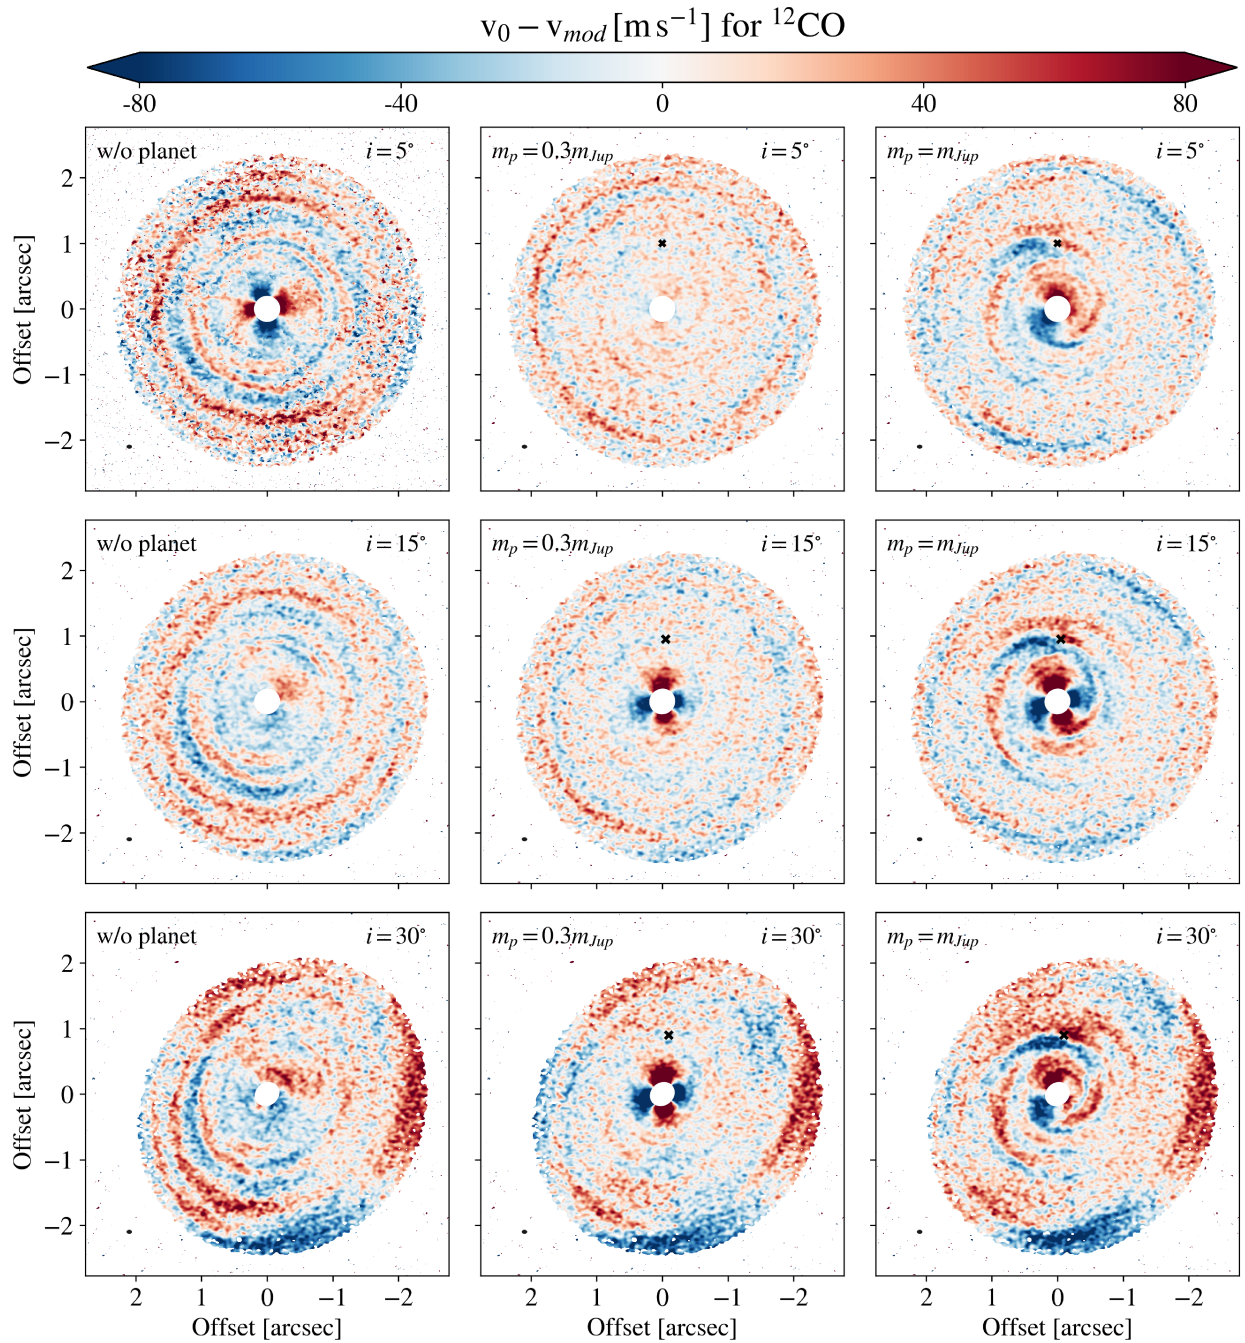 v₀ − v_mod [m s⁻¹] for ¹²CO
-80 -40 0 40 80
w/o planet i = 5° m_p = 0.3m_Jup i = 5° m_p = m_Jup i = 5°
Offset [arcsec]
2
1
0
−1
−2
w/o planet i = 15° m_p = 0.3m_Jup i = 15° m_p = m_Jup i = 15°
Offset [arcsec]
2
1
0
−1
−2
w/o planet i = 30° m_p = 0.3m_Jup i = 30° m_p = m_Jup i = 30°
Offset [arcsec]
2
1
0
−1
−2
2 1 0 −1 −2 2 1 0 −1 −2 2 1 0 −1 −2
Offset [arcsec] Offset [arcsec] Offset [arcsec]